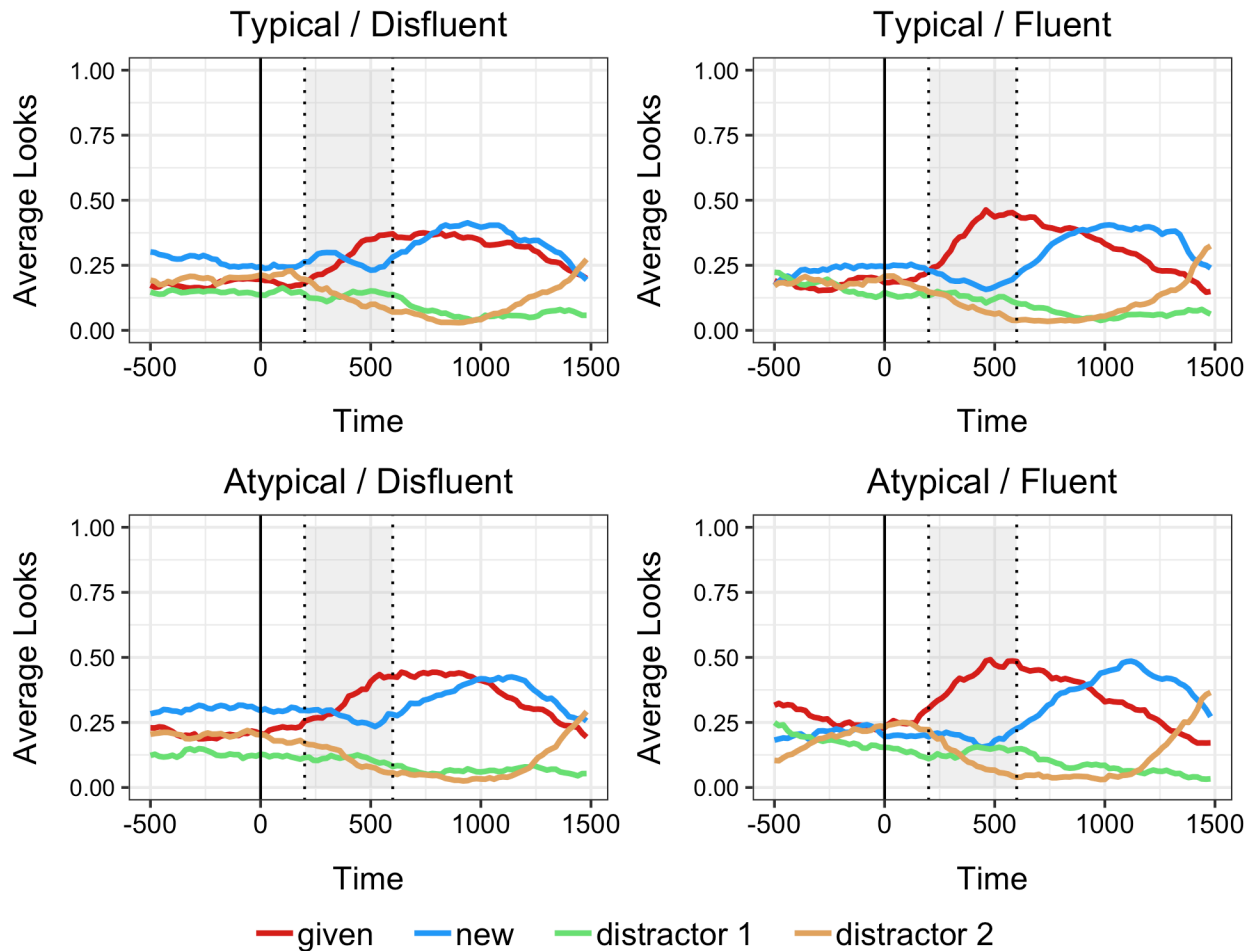 Typical / Disfluent
Typical / Fluent
1.00
0.75
0.50
0.25
0.00
Average Looks
-500 0 500 1000 1500
Time
1.00
0.75
0.50
0.25
0.00
Average Looks
-500 0 500 1000 1500
Time
Atypical / Disfluent
Atypical / Fluent
1.00
0.75
0.50
0.25
0.00
Average Looks
-500 0 500 1000 1500
Time
1.00
0.75
0.50
0.25
0.00
Average Looks
-500 0 500 1000 1500
Time
given new distractor 1 distractor 2